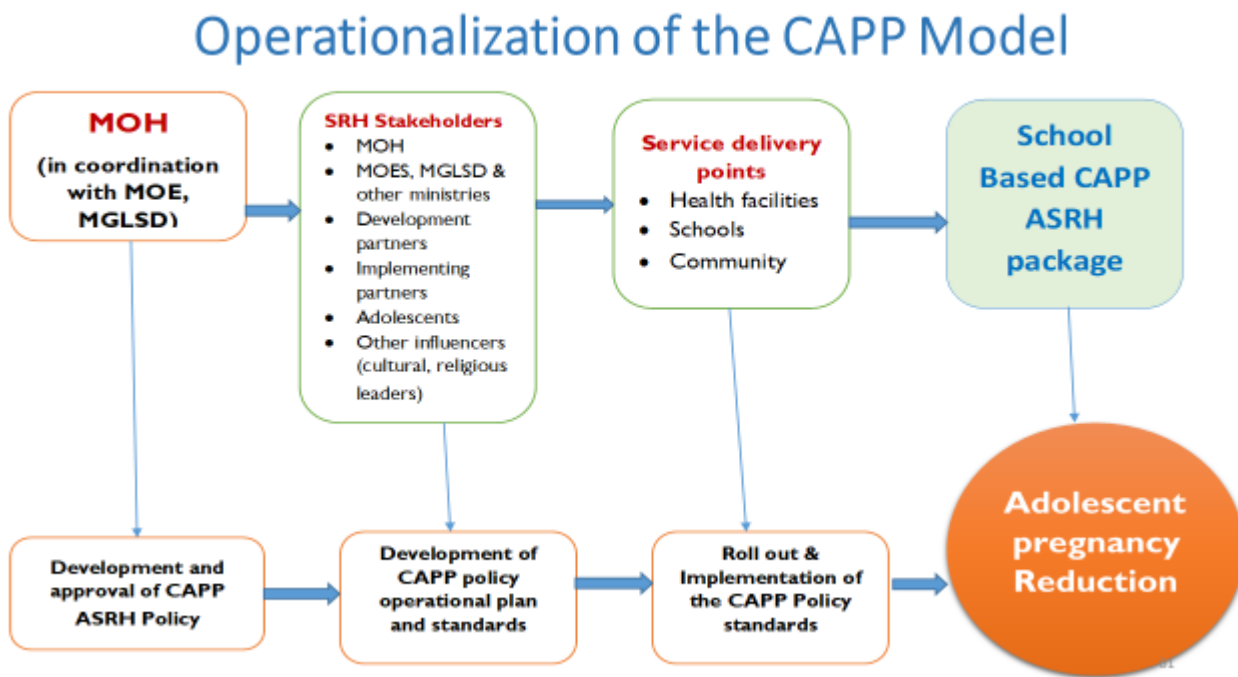 Operationalization of the CAPP Model
MOH
(in coordination
with MOE,
MGLSD)
SRH Stakeholders
• MOH
• MOES, MGLSD &
other ministries
• Development
partners
• Implementing
partners
• Adolescents
• Other influencers
(cultural, religious
leaders)
Service delivery
points
• Health facilities
• Schools
• Community
School
Based CAPP
ASRH
package
Development and
approval of CAPP
ASRH Policy
Development of
CAPP policy
operational plan
and standards
Roll out &
Implementation of
the CAPP Policy
standards
Adolescent
pregnancy
Reduction